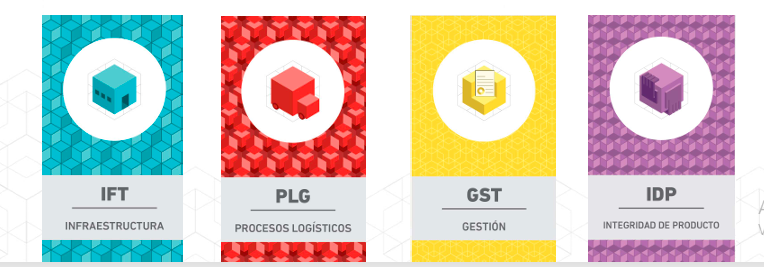 IFT
INFRAESTRUCTURA
PLG
PROCESOS LOGÍSTICOS
GST
GESTIÓN
IDP
INTEGRIDAD DE PRODUCTO